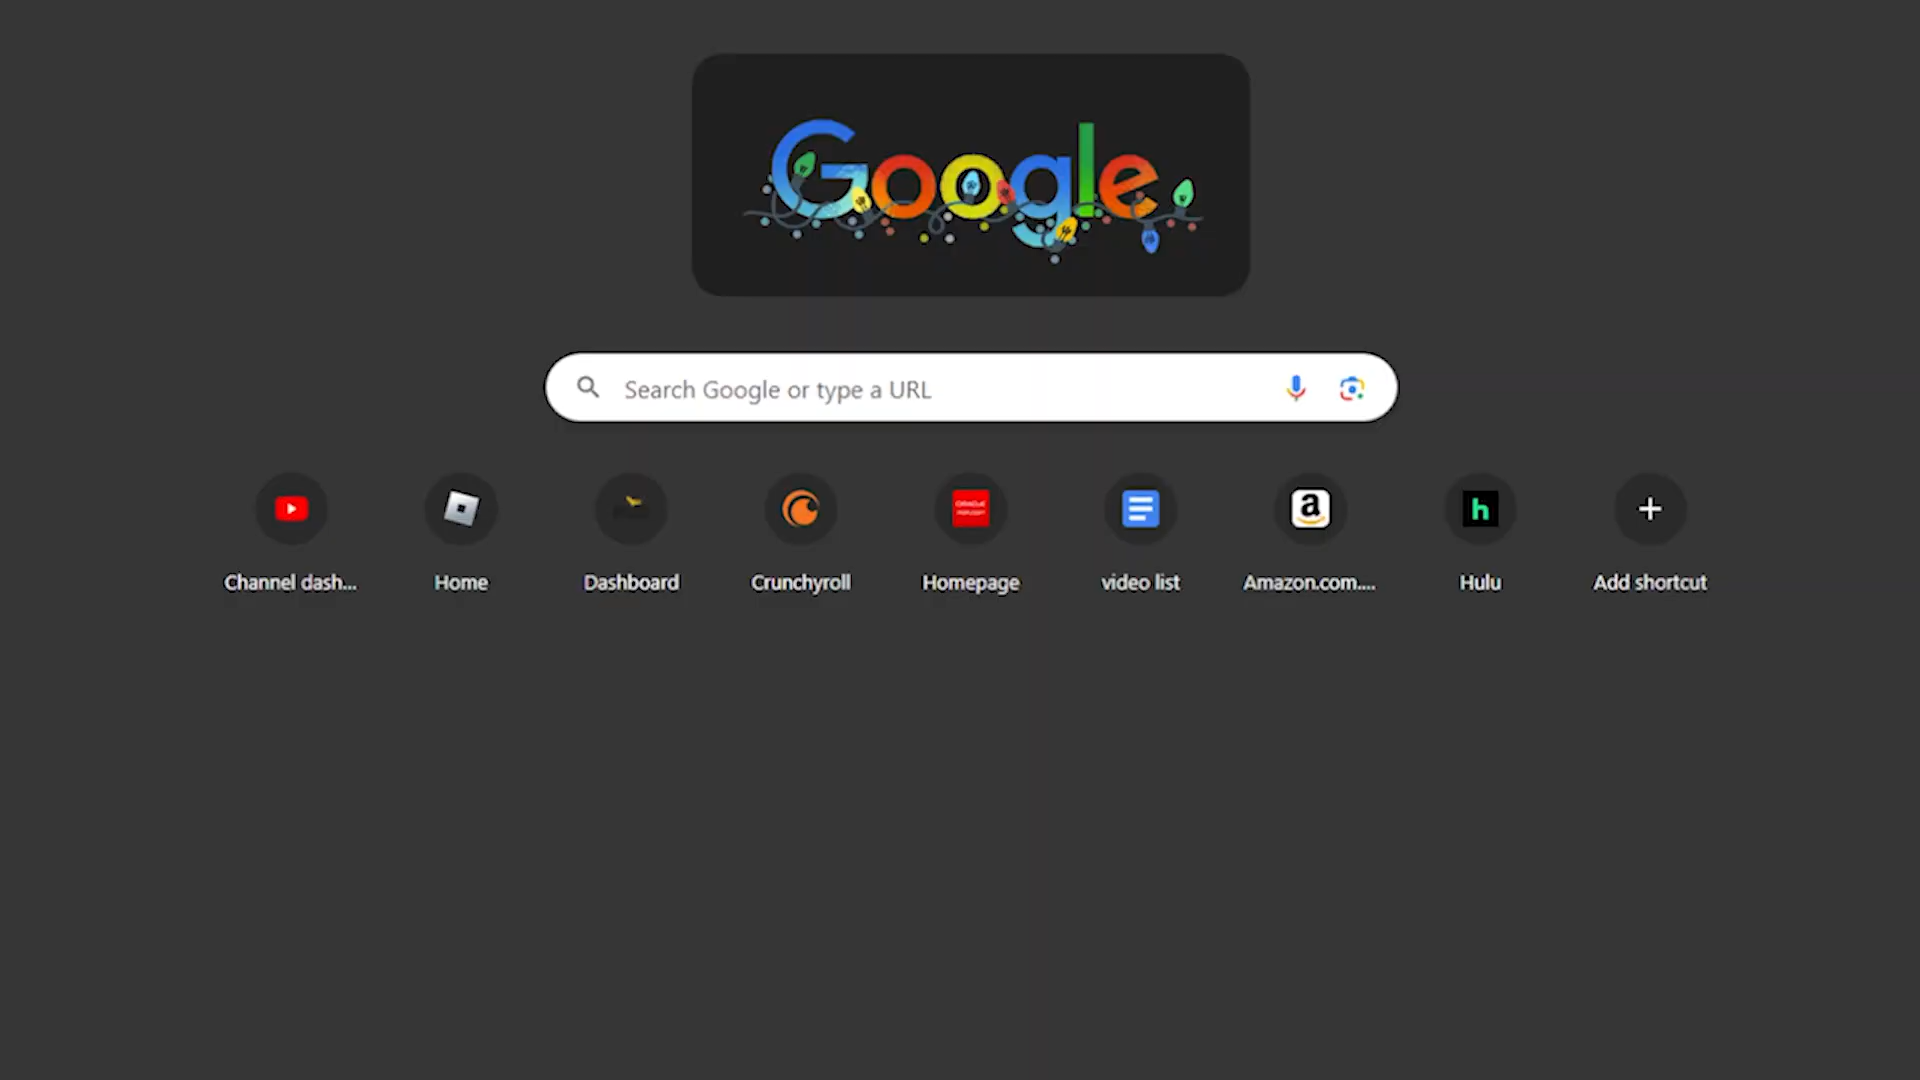 Google
Search Google or type a URL
Channel dash...
Home
Dashboard
Crunchyroll
ORACLE
Homepage
video list
a
Amazon.com....
h
Hulu
Add shortcut